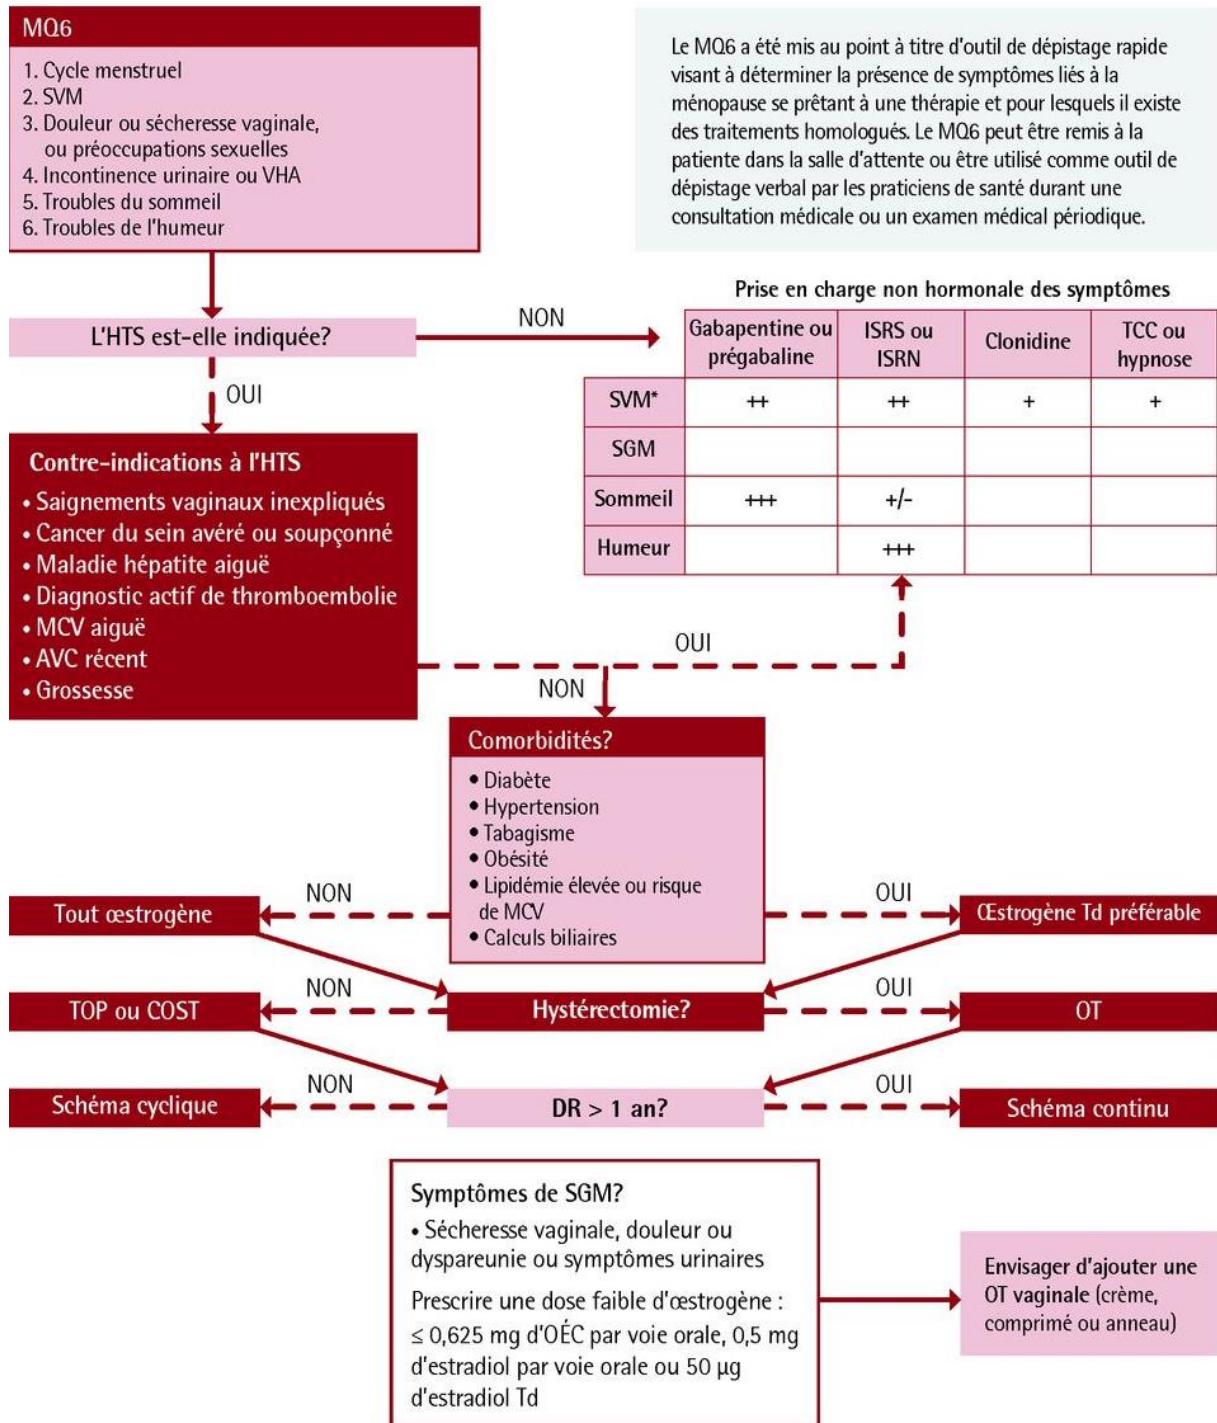 MQ6
1. Cycle menstruel
2. SVM
3. Douleur ou sécheresse vaginale,
ou préoccupations sexuelles
4. Incontinence urinaire ou VHA
5. Troubles du sommeil
6. Troubles de l'humeur
Le MQ6 a été mis au point à titre d'outil de dépistage rapide
visant à déterminer la présence de symptômes liés à la
ménopause se prêtant à une thérapie et pour lesquels il existe
des traitements homologués. Le MQ6 peut être remis à la
patiente dans la salle d'attente ou être utilisé comme outil de
dépistage verbal par les praticiens de santé durant une
consultation médicale ou un examen médical périodique.
L'HTS est-elle indiquée?
NON
OUI
Prise en charge non hormonale des symptômes
Gabapentine ou
prégabaline
ISRS ou
ISRN
Clonidine
TCC ou
hypnose
SVM* ++ ++ + +
SGM
Sommeil +++ +/-
Humeur +++
Contre-indications à l'HTS
• Saignements vaginaux inexpliqués
• Cancer du sein avéré ou soupçonné
• Maladie hépatite aiguë
• Diagnostic actif de thromboembolie
• MCV aiguë
• AVC récent
• Grossesse
OUI
NON
Comorbidités?
• Diabète
• Hypertension
• Tabagisme
• Obésité
• Lipidémie élevée ou risque
de MCV
• Calculs biliaires
Tout œstrogène
NON
OUI
Œstrogène Td préférable
TOP ou COST
NON
Hystérectomie?
OUI
OT
Schéma cyclique
NON
DR > 1 an?
OUI
Schéma continu
Symptômes de SGM?
• Sécheresse vaginale, douleur ou
dyspareunie ou symptômes urinaires
Prescrire une dose faible d'œstrogène :
≤ 0,625 mg d'OÉC par voie orale, 0,5 mg
d'estradiol par voie orale ou 50 µg
d'estradiol Td
Envisager d'ajouter une
OT vaginale (crème,
comprimé ou anneau)